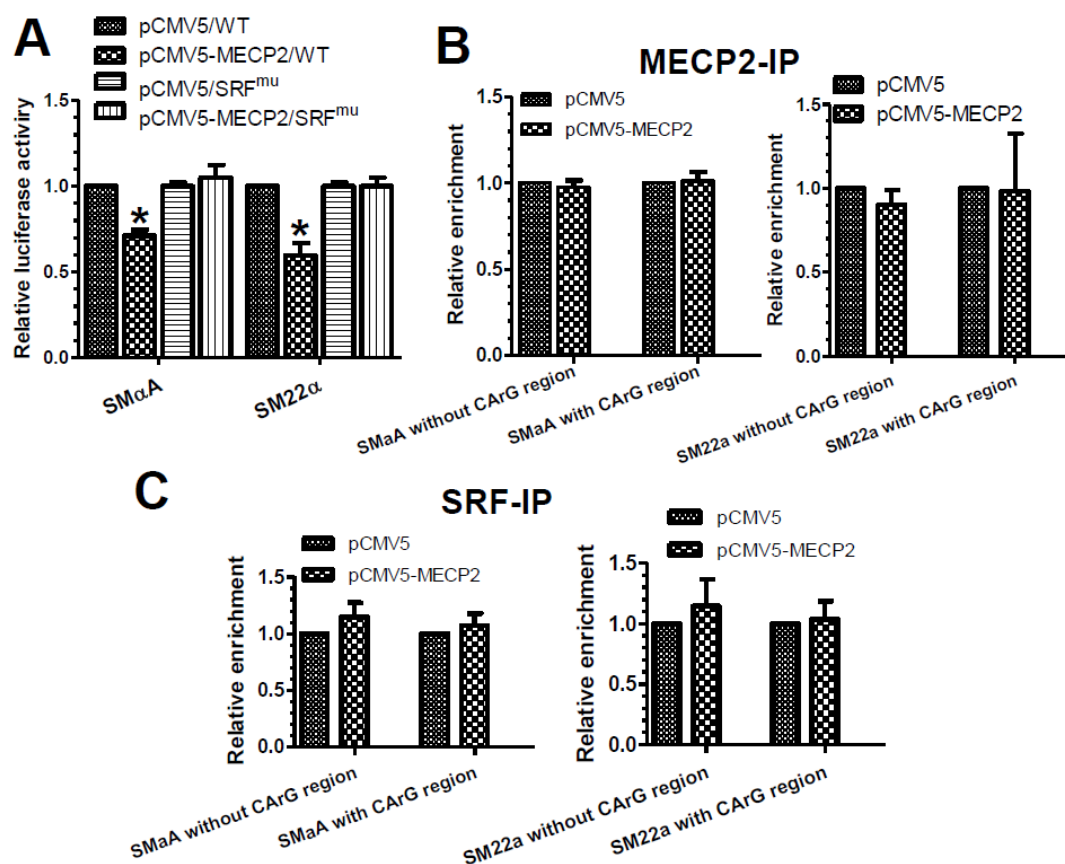 A
pCMV5/WT
pCMV5-MECP2/WT
pCMV5/SRFmu
pCMV5-MECP2/SRFmu
Relative luciferase activiry
1.5
1.0
0.5
0.0
SMαA
SM22α
B
MECP2-IP
pCMV5
pCMV5-MECP2
Relative enrichment
1.5
1.0
0.5
0.0
SMaA without CArG region
SMaA with CArG region
pCMV5
pCMV5-MECP2
Relative enrichment
1.5
1.0
0.5
0.0
SM22a without CArG region
SM22a with CArG region
C
SRF-IP
pCMV5
pCMV5-MECP2
Relative enrichment
1.5
1.0
0.5
0.0
SMaA without CArG region
SMaA with CArG region
pCMV5
pCMV5-MECP2
Relative enrichment
1.5
1.0
0.5
0.0
SM22a without CArG region
SM22a with CArG region